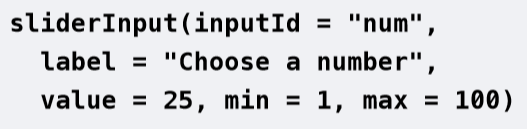 sliderInput(inputId = "num",
  label = "Choose a number",
  value = 25, min = 1, max = 100)